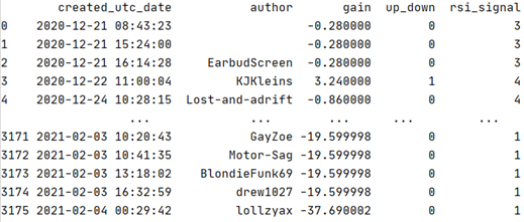 created_utc_date author gain up_down rsi_signal
0 2020-12-21 08:43:23 -0.280000 0 3
1 2020-12-21 15:24:00 -0.280000 0 3
2 2020-12-21 16:14:28 EarbudScreen -0.280000 0 3
3 2020-12-22 11:00:04 KJKleins 3.240000 1 4
4 2020-12-24 10:28:15 Lost-and-adrift -0.860000 0 4
... ... ... ... ...
3171 2021-02-03 10:20:43 GayZoe -19.599998 0 1
3172 2021-02-03 10:41:35 Motor-Sag -19.599998 0 1
3173 2021-02-03 13:18:02 BlondieFunk69 -19.599998 0 1
3174 2021-02-03 16:32:59 drew1027 -19.599998 0 1
3175 2021-02-04 00:29:42 lollzyax -37.690002 0 1